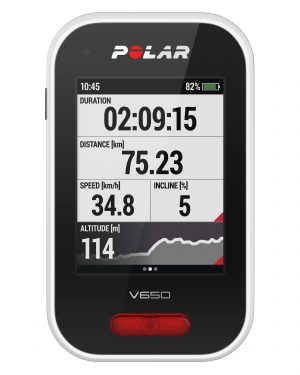 POLAR
10:45 82%
DURATION
02:09:15
DISTANCE [km]
75.23
SPEED [km/h] INCLINE [%]
34.8 5
ALTITUDE [m]
114
V650